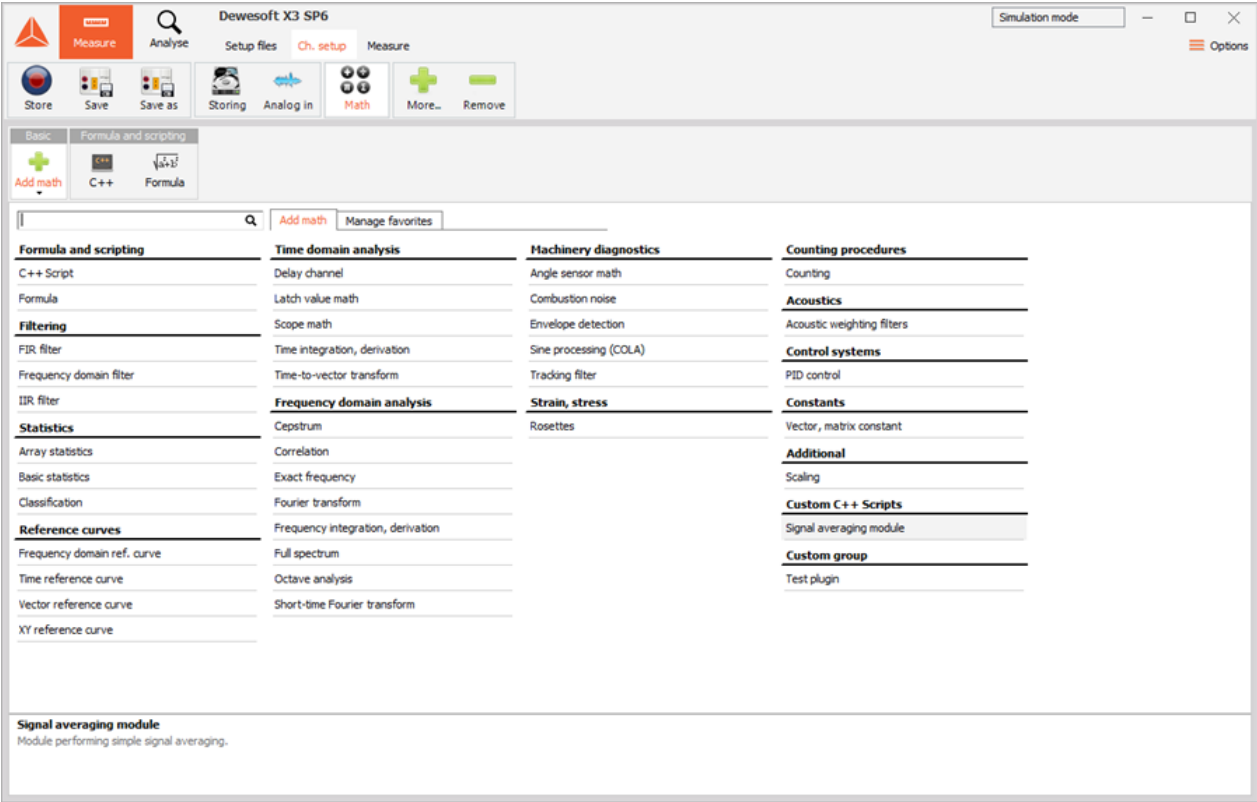 Dewesoft X3 SP6
Simulation mode
Measure
Analyse
Setup files Ch. setup Measure
Options
Store Save Save as Storing Analog in Math More... Remove
Basic Formula and scripting
Add math C++ Formula
Add math Manage favorites
Formula and scripting
C++ Script
Formula
Filtering
FIR filter
Frequency domain filter
IIR filter
Statistics
Array statistics
Basic statistics
Classification
Reference curves
Frequency domain ref. curve
Time reference curve
Vector reference curve
XY reference curve
Time domain analysis
Delay channel
Latch value math
Scope math
Time integration, derivation
Time-to-vector transform
Frequency domain analysis
Cepstrum
Correlation
Exact frequency
Fourier transform
Frequency integration, derivation
Full spectrum
Octave analysis
Short-time Fourier transform
Machinery diagnostics
Angle sensor math
Combustion noise
Envelope detection
Sine processing (COLA)
Tracking filter
Strain, stress
Rosettes
Counting procedures
Counting
Acoustics
Acoustic weighting filters
Control systems
PID control
Constants
Vector, matrix constant
Additional
Scaling
Custom C++ Scripts
Signal averaging module
Custom group
Test plugin
Signal averaging module
Module performing simple signal averaging.